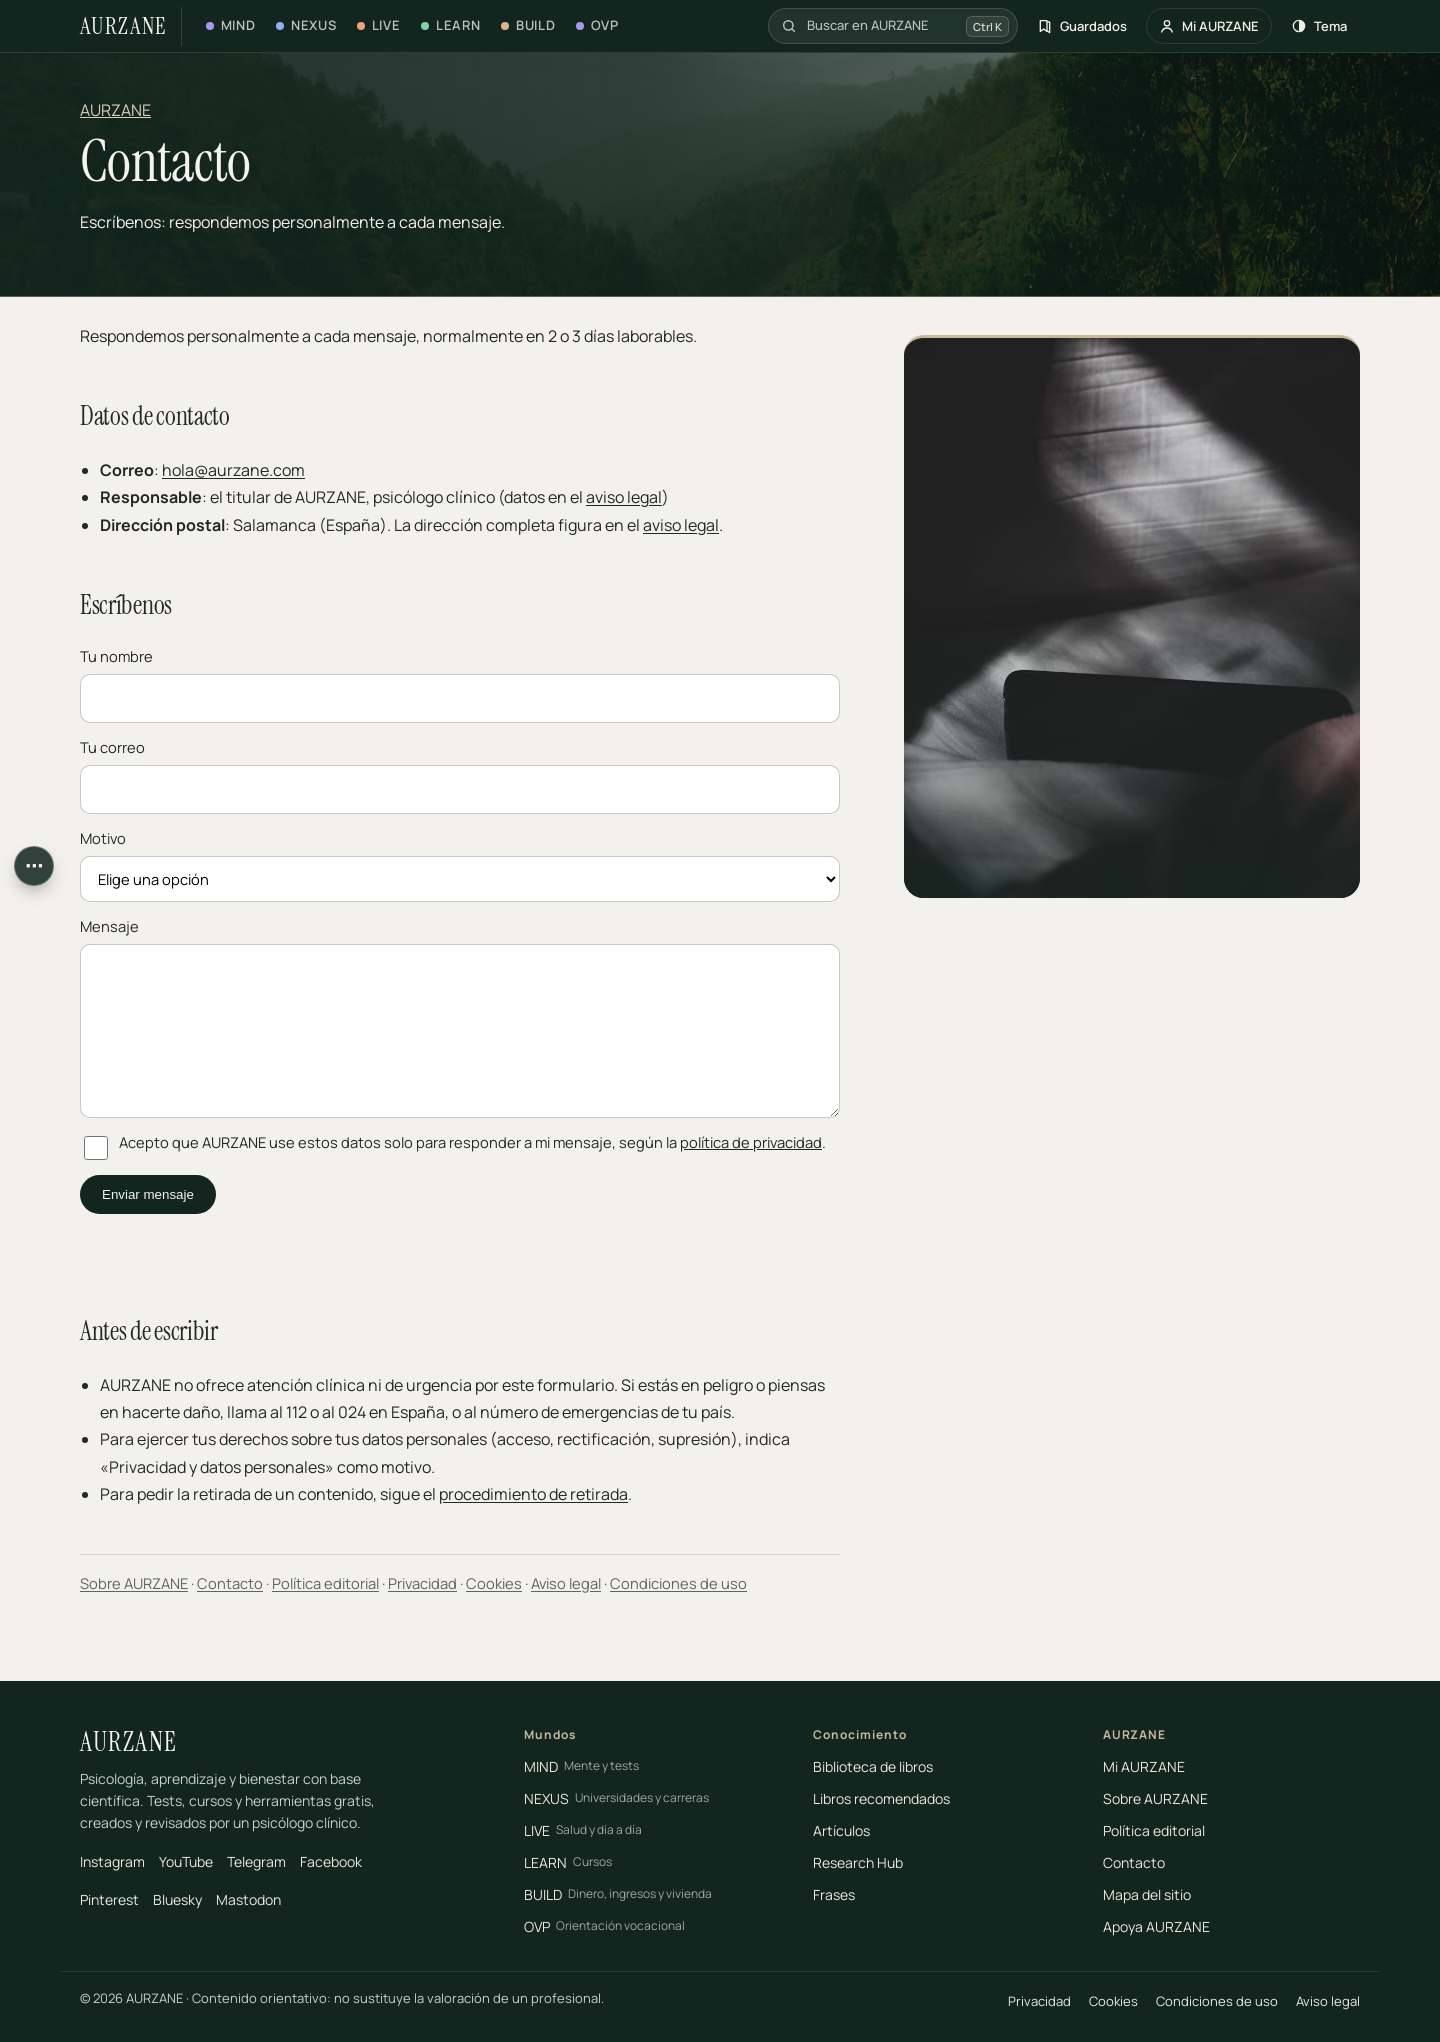 AURZANE
MIND NEXUS LIVE LEARN BUILD OVP
Buscar en AURZANE Ctrl K
Guardados
Mi AURZANE
Tema
AURZANE
Contacto
Escríbenos: respondemos personalmente a cada mensaje.
Respondemos personalmente a cada mensaje, normalmente en 2 o 3 días laborables.
Datos de contacto
Correo: hola@aurzane.com
Responsable: el titular de AURZANE, psicólogo clínico (datos en el aviso legal)
Dirección postal: Salamanca (España). La dirección completa figura en el aviso legal.
Escríbenos
Tu nombre
Tu correo
Motivo
Elige una opción
Mensaje
Acepto que AURZANE use estos datos solo para responder a mi mensaje, según la política de privacidad.
Enviar mensaje
Antes de escribir
AURZANE no ofrece atención clínica ni de urgencia por este formulario. Si estás en peligro o piensas
en hacerte daño, llama al 112 o al 024 en España, o al número de emergencias de tu país.
Para ejercer tus derechos sobre tus datos personales (acceso, rectificación, supresión), indica
«Privacidad y datos personales» como motivo.
Para pedir la retirada de un contenido, sigue el procedimiento de retirada.
Sobre AURZANE · Contacto · Política editorial · Privacidad · Cookies · Aviso legal · Condiciones de uso
AURZANE
Psicología, aprendizaje y bienestar con base
científica. Tests, cursos y herramientas gratis,
creados y revisados por un psicólogo clínico.
Instagram YouTube Telegram Facebook
Pinterest Bluesky Mastodon
Mundos
MIND Mente y tests
NEXUS Universidades y carreras
LIVE Salud y día a día
LEARN Cursos
BUILD Dinero, ingresos y vivienda
OVP Orientación vocacional
Conocimiento
Biblioteca de libros
Libros recomendados
Artículos
Research Hub
Frases
AURZANE
Mi AURZANE
Sobre AURZANE
Política editorial
Contacto
Mapa del sitio
Apoya AURZANE
© 2026 AURZANE · Contenido orientativo: no sustituye la valoración de un profesional.
Privacidad Cookies Condiciones de uso Aviso legal